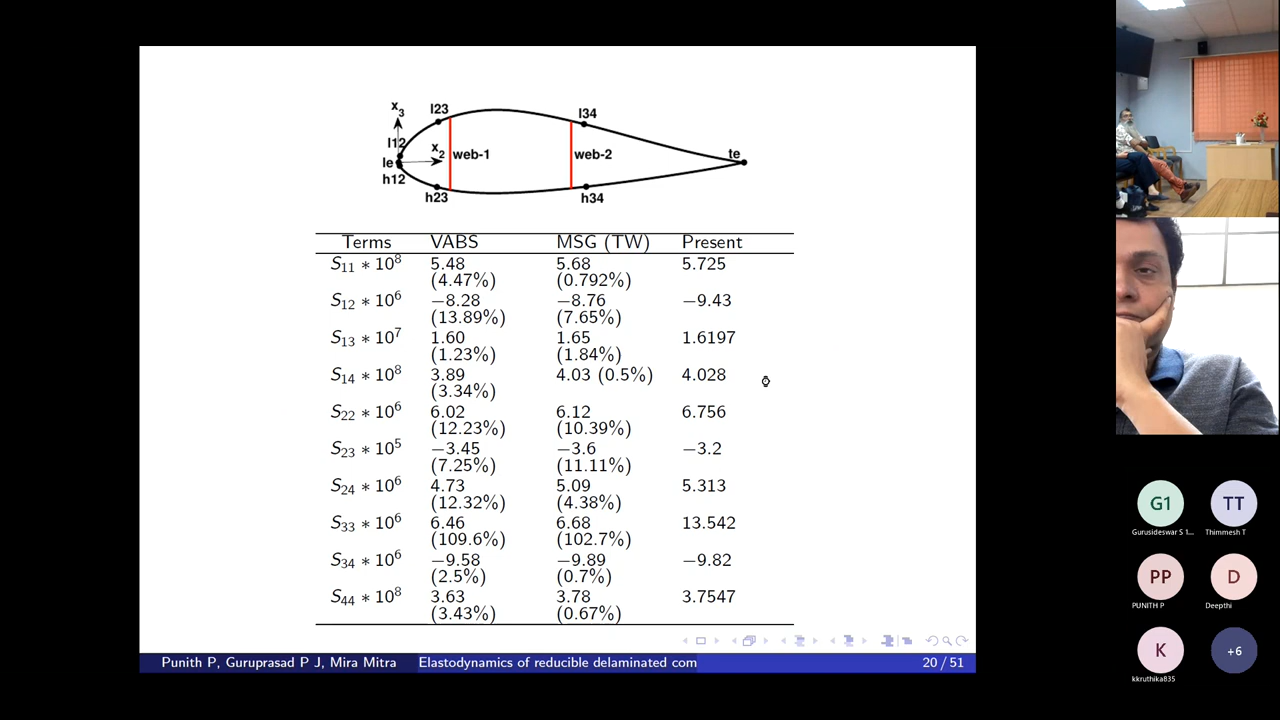 x3
l23
l34
l12
x2
web-1
web-2
te
le
h12
h23
h34
Terms VABS MSG (TW) Present
S11 ∗ 10^8 5.48 5.68 5.725
(4.47%) (0.792%)
S12 ∗ 10^6 −8.28 −8.76 −9.43
(13.89%) (7.65%)
S13 ∗ 10^7 1.60 1.65 1.6197
(1.23%) (1.84%)
S14 ∗ 10^8 3.89 4.03 (0.5%) 4.028
(3.34%)
S22 ∗ 10^6 6.02 6.12 6.756
(12.23%) (10.39%)
S23 ∗ 10^5 −3.45 −3.6 −3.2
(7.25%) (11.11%)
S24 ∗ 10^6 4.73 5.09 5.313
(12.32%) (4.38%)
S33 ∗ 10^6 6.46 6.68 13.542
(109.6%) (102.7%)
S34 ∗ 10^6 −9.58 −9.89 −9.82
(2.5%) (0.7%)
S44 ∗ 10^8 3.63 3.78 3.7547
(3.43%) (0.67%)
Punith P, Guruprasad P J, Mira Mitra Elastodynamics of reducible delaminated com 20 / 51
G1 TT
Gurusideswar S 1... Thimmesh T
PP D
PUNITH P Deepthi
K +6
kkruthika835